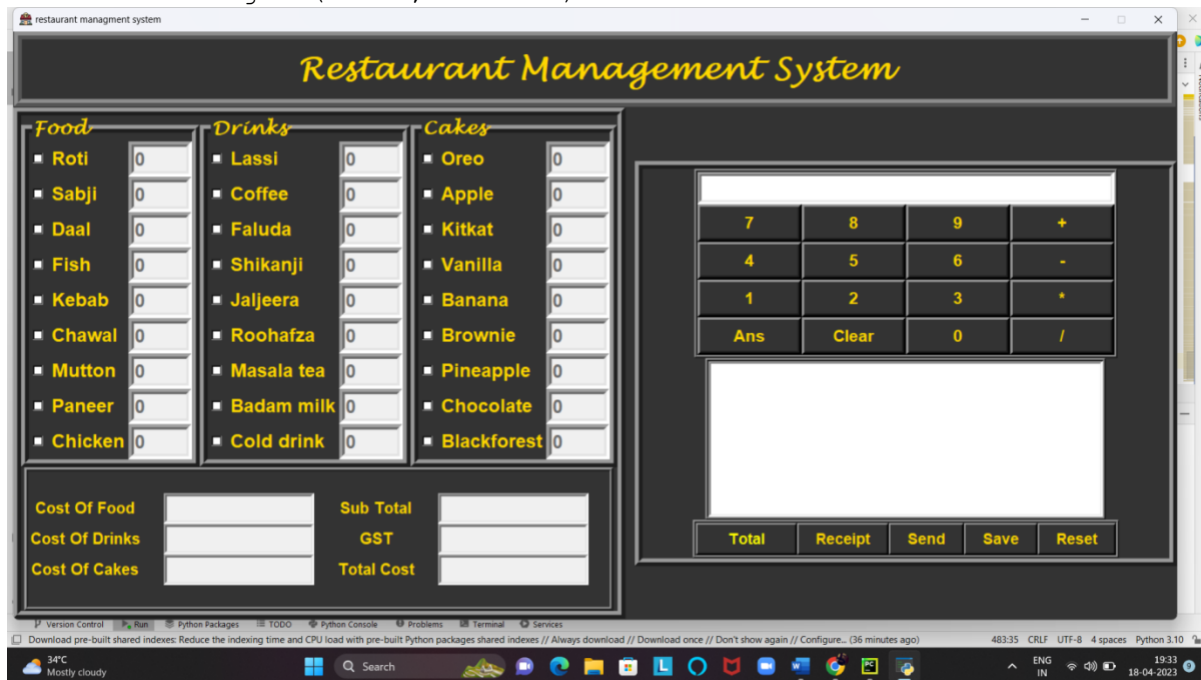 restaurant managment system
Restaurant Management System
Food
Roti 0
Sabji 0
Daal 0
Fish 0
Kebab 0
Chawal 0
Mutton 0
Paneer 0
Chicken 0
Drinks
Lassi 0
Coffee 0
Faluda 0
Shikanji 0
Jaljeera 0
Roohafza 0
Masala tea 0
Badam milk 0
Cold drink 0
Cakes
Oreo 0
Apple 0
Kitkat 0
Vanilla 0
Banana 0
Brownie 0
Pineapple 0
Chocolate 0
Blackforest 0
7 8 9 +
4 5 6 -
1 2 3 *
Ans Clear 0 /
Total Receipt Send Save Reset
Cost Of Food Sub Total
Cost Of Drinks GST
Cost Of Cakes Total Cost
Version Control Run Python Packages TODO Python Console Problems Terminal Services
Download pre-built shared indexes: Reduce the indexing time and CPU load with pre-built Python packages shared indexes // Always download // Download once // Don't show again // Configure... (36 minutes ago) 483:35 CRLF UTF-8 4 spaces Python 3.10
34°C
Mostly cloudy
Search
ENG
IN
19:33
18-04-2023